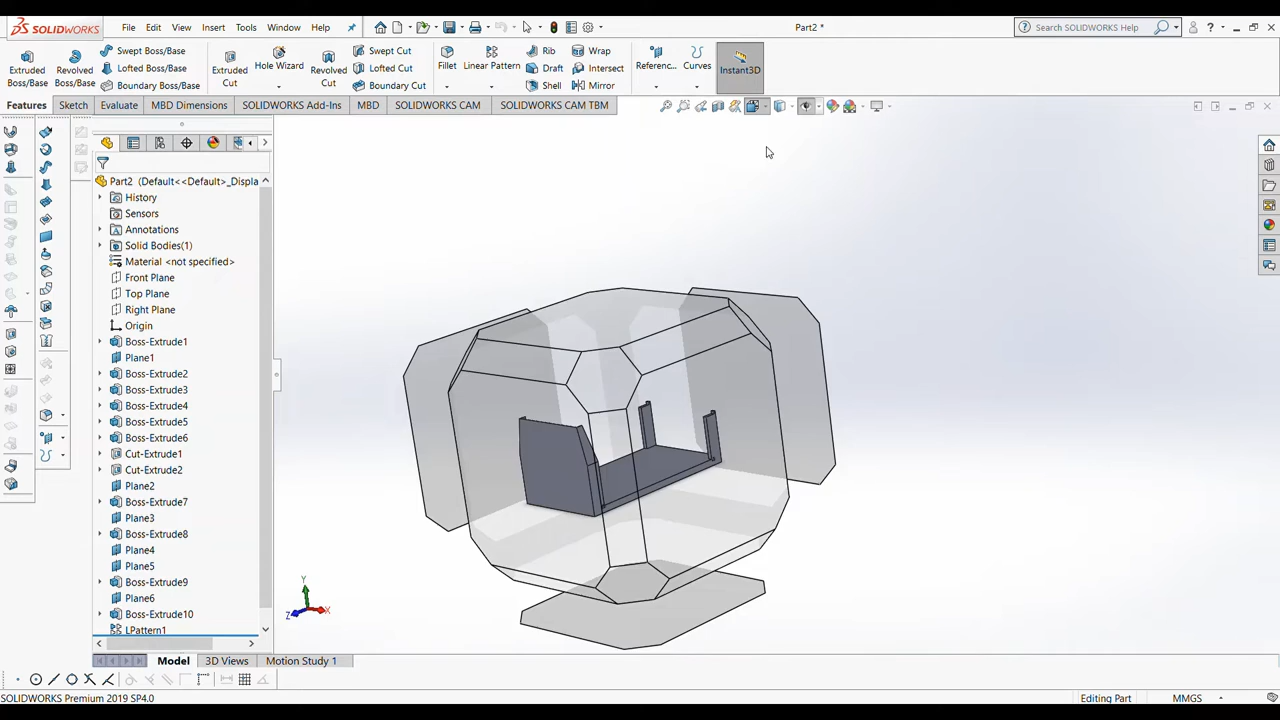 SOLIDWORKS File Edit View Insert Tools Window Help Part2 * Search SOLIDWORKS Help
Extruded Boss/Base
Revolved Boss/Base
Swept Boss/Base
Lofted Boss/Base
Boundary Boss/Base
Extruded Cut
Hole Wizard
Revolved Cut
Swept Cut
Lofted Cut
Boundary Cut
Fillet
Linear Pattern
Rib
Draft
Shell
Wrap
Intersect
Mirror
Referenc...
Curves
Instant3D
Features Sketch Evaluate MBD Dimensions SOLIDWORKS Add-Ins MBD SOLIDWORKS CAM SOLIDWORKS CAM TBM
Part2 (Default<<Default>_Displa
History
Sensors
Annotations
Solid Bodies(1)
Material <not specified>
Front Plane
Top Plane
Right Plane
Origin
Boss-Extrude1
Plane1
Boss-Extrude2
Boss-Extrude3
Boss-Extrude4
Boss-Extrude5
Boss-Extrude6
Cut-Extrude1
Cut-Extrude2
Plane2
Boss-Extrude7
Plane3
Boss-Extrude8
Plane4
Plane5
Boss-Extrude9
Plane6
Boss-Extrude10
LPattern1
Y
Z X
Model 3D Views Motion Study 1
SOLIDWORKS Premium 2019 SP4.0 Editing Part MMGS